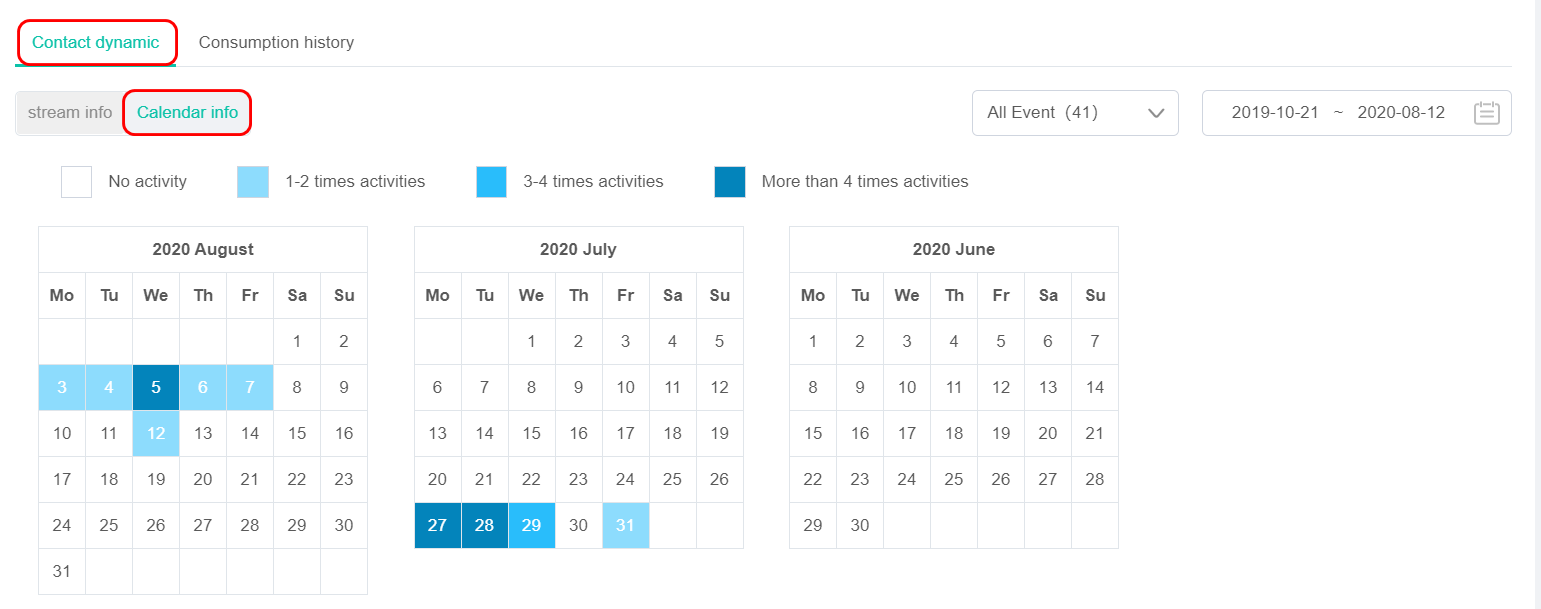 Contact dynamic Consumption history
stream info Calendar info All Event (41) 2019-10-21 ~ 2020-08-12
No activity 1-2 times activities 3-4 times activities More than 4 times activities
2020 August
Mo Tu We Th Fr Sa Su
1 2
3 4 5 6 7 8 9
10 11 12 13 14 15 16
17 18 19 20 21 22 23
24 25 26 27 28 29 30
31
2020 July
Mo Tu We Th Fr Sa Su
1 2 3 4 5
6 7 8 9 10 11 12
13 14 15 16 17 18 19
20 21 22 23 24 25 26
27 28 29 30 31
2020 June
Mo Tu We Th Fr Sa Su
1 2 3 4 5 6 7
8 9 10 11 12 13 14
15 16 17 18 19 20 21
22 23 24 25 26 27 28
29 30